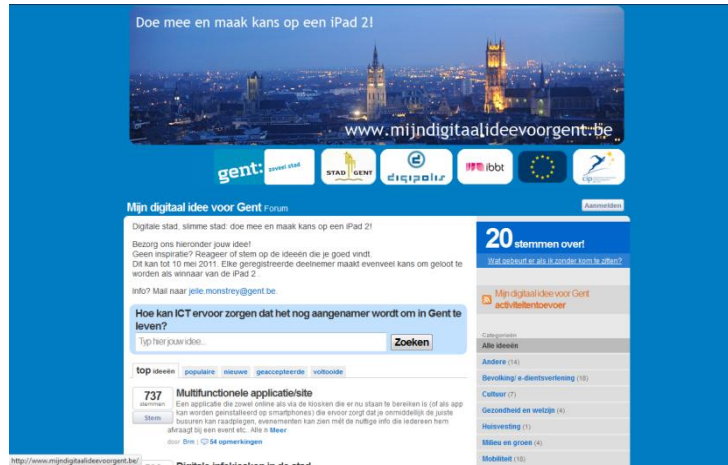 Doe mee en maak kans op een iPad 2!
www.mijndigitaalideevoorgent.be
gent: zoveel stad
STAD GENT
digipolis
ibbt
cip
Mijn digitaal idee voor Gent Forum
Aanmelden
Digitale stad, slimme stad: doe mee en maak kans op een iPad 2!
Bezorg ons hieronder jouw idee!
Geen inspiratie? Reageer of stem op de ideeën die je goed vindt.
Dit kan tot 10 mei 2011. Elke geregistreerde deelnemer maakt evenveel kans om geloot te
worden als winnaar van de iPad 2 .
Info? Mail naar jelle.monstrey@gent.be.
Hoe kan ICT ervoor zorgen dat het nog aangenamer wordt om in Gent te
leven?
Typ hier jouw idee...
Zoeken
top ideeën populaire nieuwe geaccepteerde voltooide
737
stemmen
Stem
Multifunctionele applicatie/site
Een applicatie die zowel online als via de kiosken die er nu staan te bereiken is (of als app
kan worden geinstalleerd op smartphones) die ervoor zorgt dat je onmiddellijk de juiste
busuren kan raadplegen, evenementen kan zien mét de nuttige info die iedereen hem
afvraagt bij een event etc.. Alle n Meer
door Brn | 54 opmerkingen
Digitale infokiosken in de stad
http://www.mijndigitaalideevoorgent.be/
20 stemmen over!
Wat gebeurt er als ik zonder kom te zitten?
Mijn digitaal idee voor Gent
activiteitentoevoer
Categorieën
Alle ideeën
Andere (14)
Bevolking/ e-dienstverlening (18)
Cultuur (7)
Gezondheid en welzijn (4)
Huisvesting (1)
Milieu en groen (4)
Mobiliteit (18)